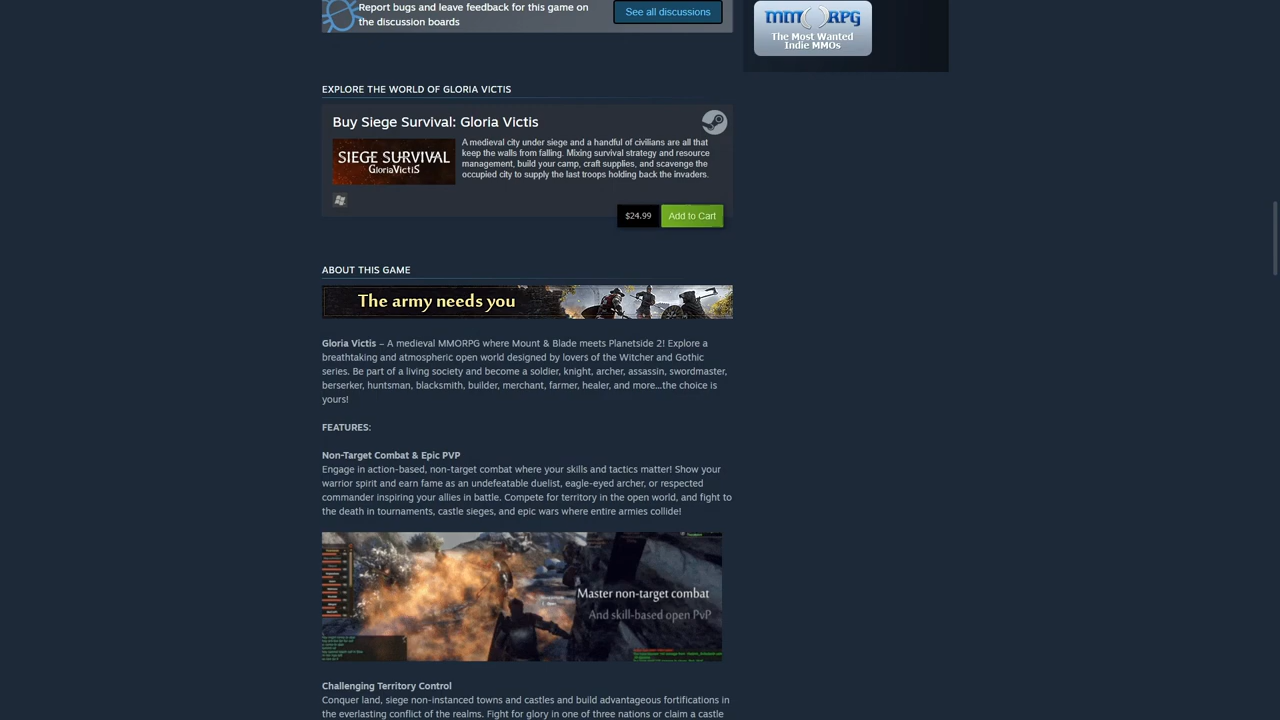 Report bugs and leave feedback for this game on
the discussion boards
See all discussions
MMORPG
The Most Wanted
Indie MMOs
EXPLORE THE WORLD OF GLORIA VICTIS
Buy Siege Survival: Gloria Victis
SIEGE SURVIVAL
GloriaVictiS
A medieval city under siege and a handful of civilians are all that
keep the walls from falling. Mixing survival strategy and resource
management, build your camp, craft supplies, and scavenge the
occupied city to supply the last troops holding back the invaders.
$24.99
Add to Cart
ABOUT THIS GAME
The army needs you
Gloria Victis – A medieval MMORPG where Mount & Blade meets Planetside 2! Explore a
breathtaking and atmospheric open world designed by lovers of the Witcher and Gothic
series. Be part of a living society and become a soldier, knight, archer, assassin, swordmaster,
berserker, huntsman, blacksmith, builder, merchant, farmer, healer, and more...the choice is
yours!
FEATURES:
Non-Target Combat & Epic PVP
Engage in action-based, non-target combat where your skills and tactics matter! Show your
warrior spirit and earn fame as an undefeatable duelist, eagle-eyed archer, or respected
commander inspiring your allies in battle. Compete for territory in the open world, and fight to
the death in tournaments, castle sieges, and epic wars where entire armies collide!
Master non-target combat
And skill-based open PvP
Challenging Territory Control
Conquer land, siege non-instanced towns and castles and build advantageous fortifications in
the everlasting conflict of the realms. Fight for glory in one of three nations or claim a castle